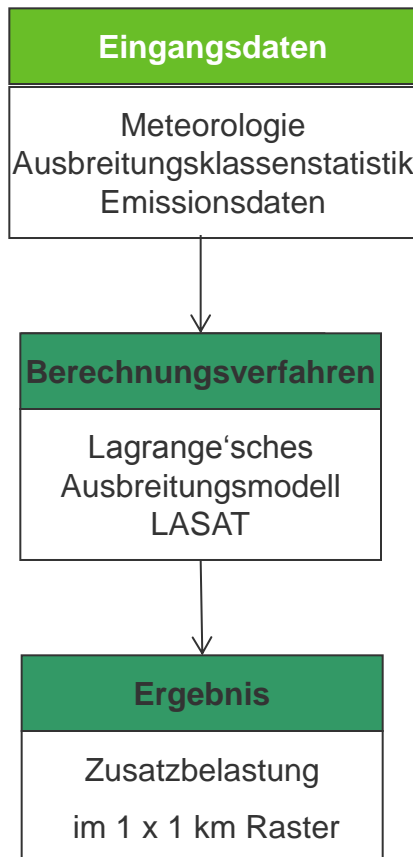 Eingangsdaten
Meteorologie
Ausbreitungsklassenstatistik
Emissionsdaten
Berechnungsverfahren
Lagrange‘sches
Ausbreitungsmodell
LASAT
Ergebnis
Zusatzbelastung
im 1 x 1 km Raster